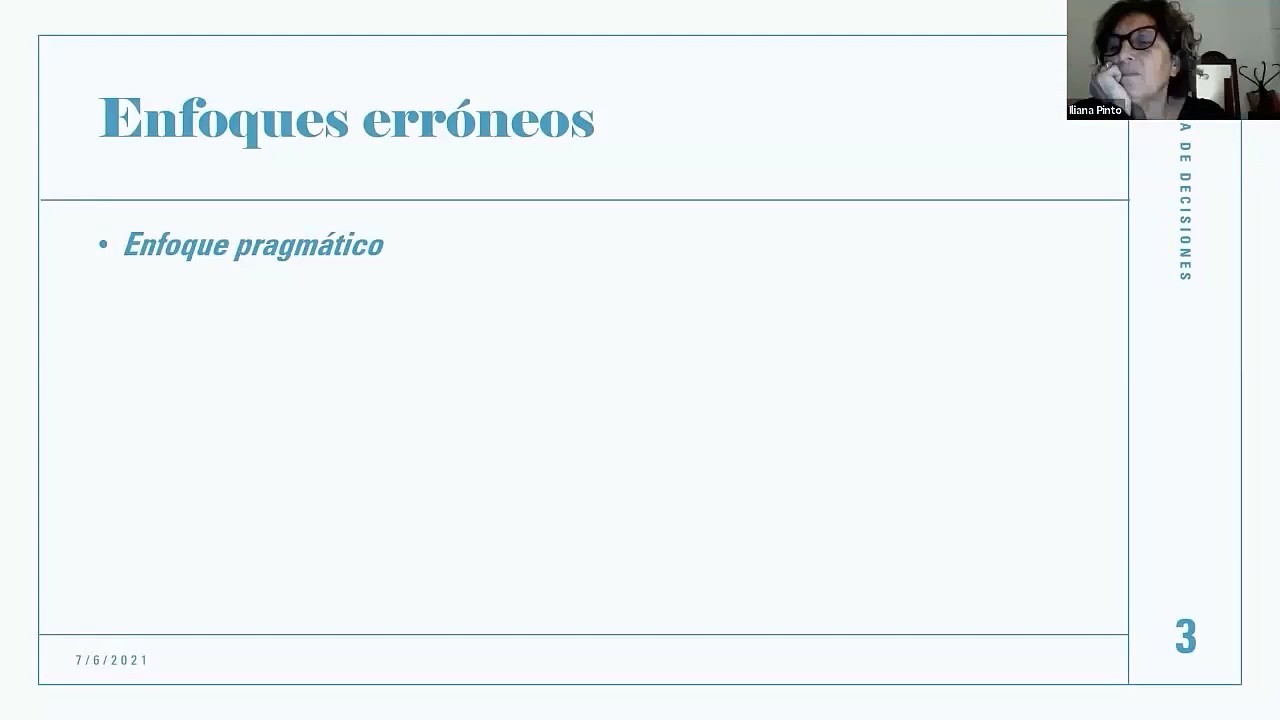 Enfoques erróneos
Iliana Pinto
A DE DECISIONES
• Enfoque pragmático
3
7/6/2021